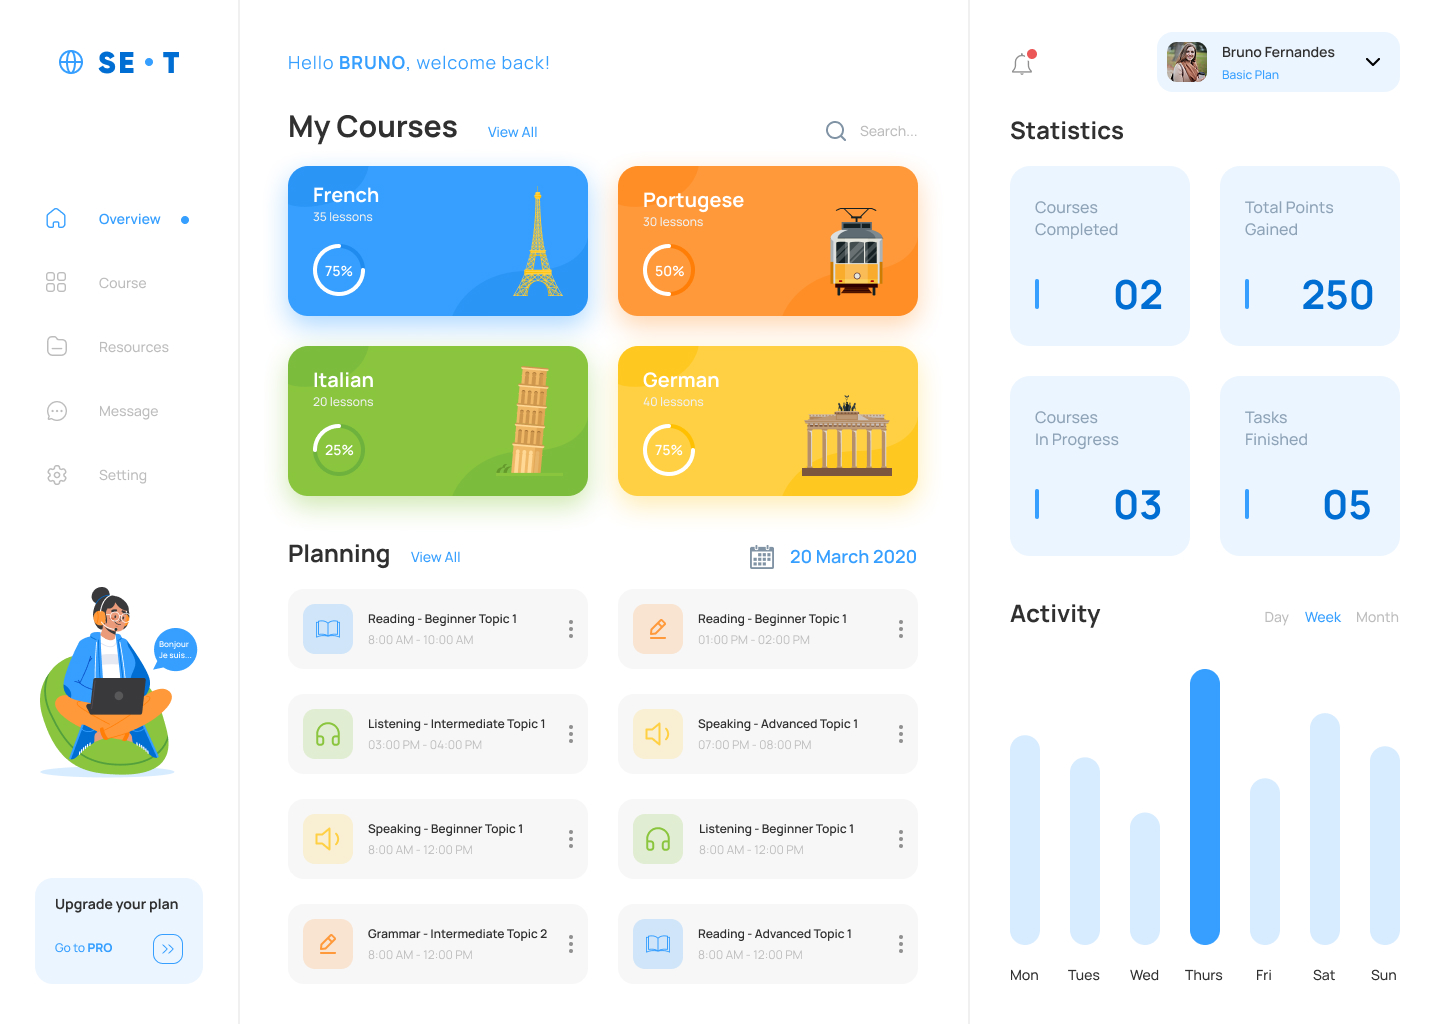 SE • T
Overview
Course
Resources
Message
Setting
Bonjour
Je suis...
Upgrade your plan
Go to PRO
Hello BRUNO, welcome back!
My Courses
View All
Search...
French
35 lessons
75%
Portugese
30 lessons
50%
Italian
20 lessons
25%
German
40 lessons
75%
Planning
View All
20 March 2020
Reading - Beginner Topic 1
8:00 AM - 10:00 AM
Reading - Beginner Topic 1
01:00 PM - 02:00 PM
Listening - Intermediate Topic 1
03:00 PM - 04:00 PM
Speaking - Advanced Topic 1
07:00 PM - 08:00 PM
Speaking - Beginner Topic 1
8:00 AM - 12:00 PM
Listening - Beginner Topic 1
8:00 AM - 12:00 PM
Grammar - Intermediate Topic 2
8:00 AM - 12:00 PM
Reading - Advanced Topic 1
8:00 AM - 12:00 PM
Bruno Fernandes
Basic Plan
Statistics
Courses
Completed
02
Total Points
Gained
250
Courses
In Progress
03
Tasks
Finished
05
Activity
Day Week Month
Mon Tues Wed Thurs Fri Sat Sun